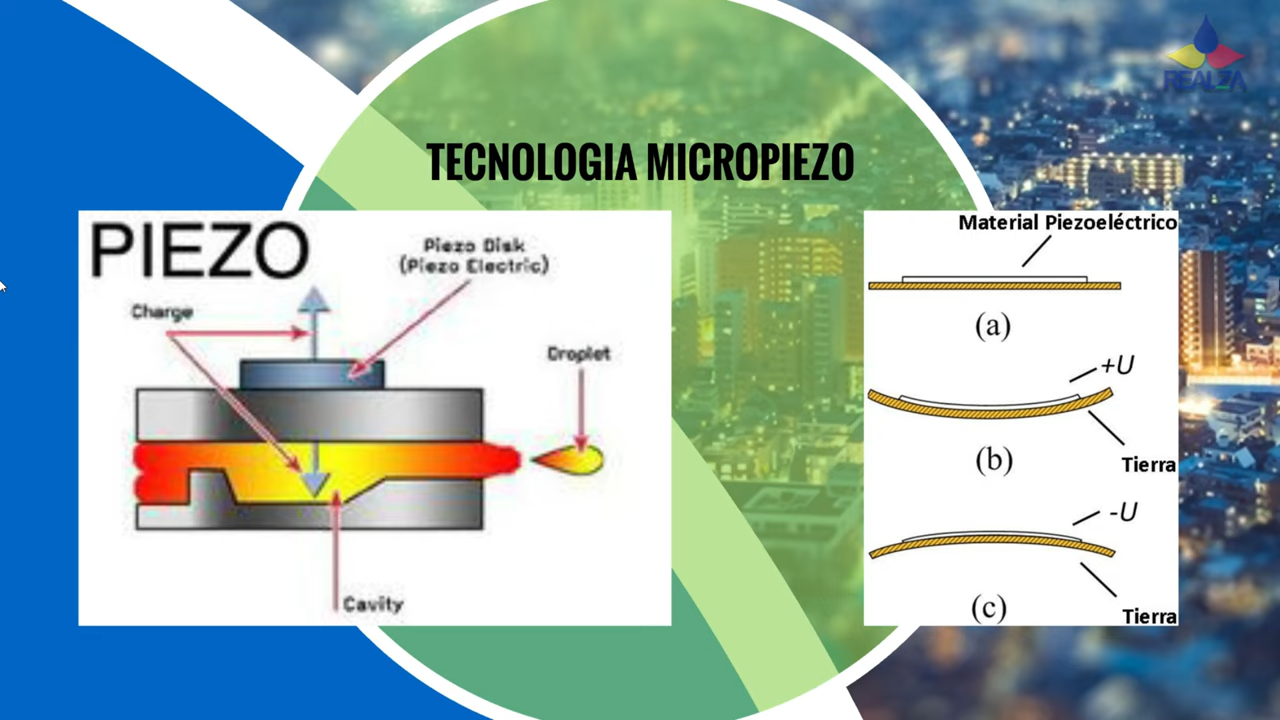 REALZA
TECNOLOGIA MICROPIEZO
PIEZO
Piezo Disk
(Piezo Electric)
Charge
Droplet
Cavity
Material Piezoeléctrico
(a)
+U
(b)
Tierra
-U
(c)
Tierra